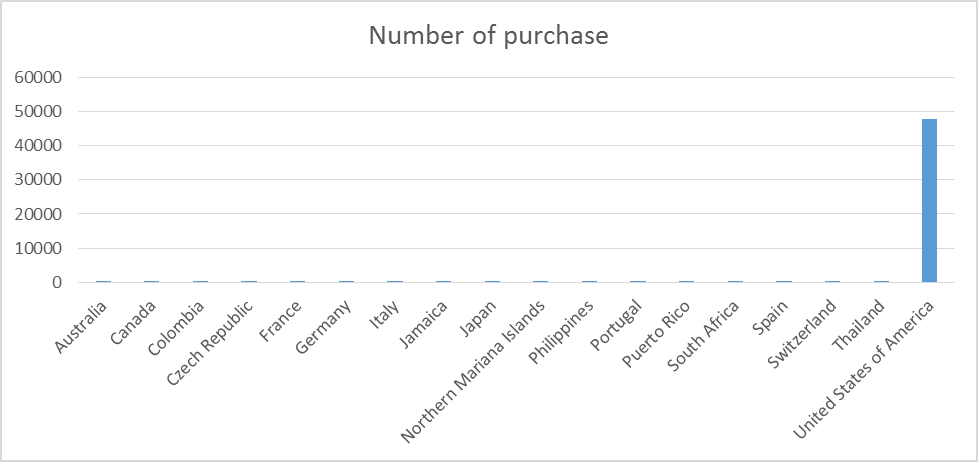 Number of purchase
60000
50000
40000
30000
20000
10000
0
Australia
Canada
Colombia
Czech Republic
France
Germany
Italy
Jamaica
Japan
Northern Mariana Islands
Philippines
Portugal
Puerto Rico
South Africa
Spain
Switzerland
Thailand
United States of America